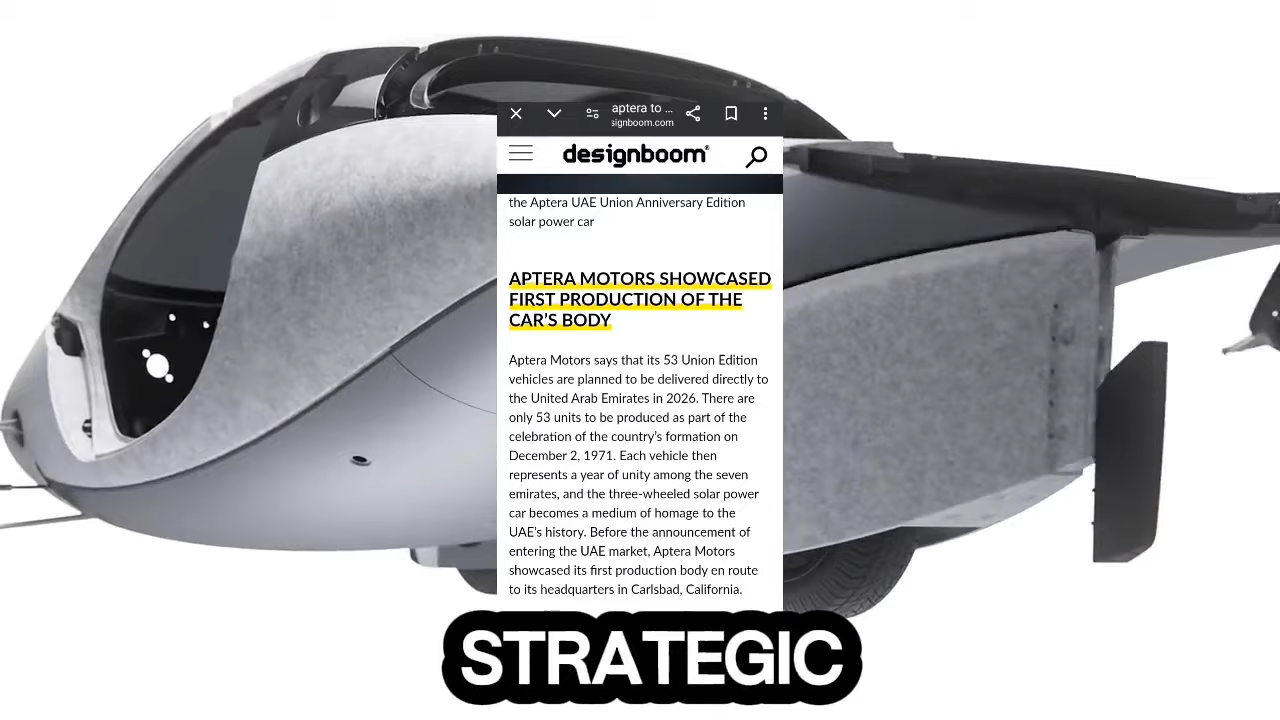 aptera to ...
signboom.com
designboom®
the Aptera UAE Union Anniversary Edition
solar power car
APTERA MOTORS SHOWCASED
FIRST PRODUCTION OF THE
CAR'S BODY
Aptera Motors says that its 53 Union Edition
vehicles are planned to be delivered directly to
the United Arab Emirates in 2026. There are
only 53 units to be produced as part of the
celebration of the country's formation on
December 2, 1971. Each vehicle then
represents a year of unity among the seven
emirates, and the three-wheeled solar power
car becomes a medium of homage to the
UAE's history. Before the announcement of
entering the UAE market, Aptera Motors
showcased its first production body en route
to its headquarters in Carlsbad, California.
STRATEGIC